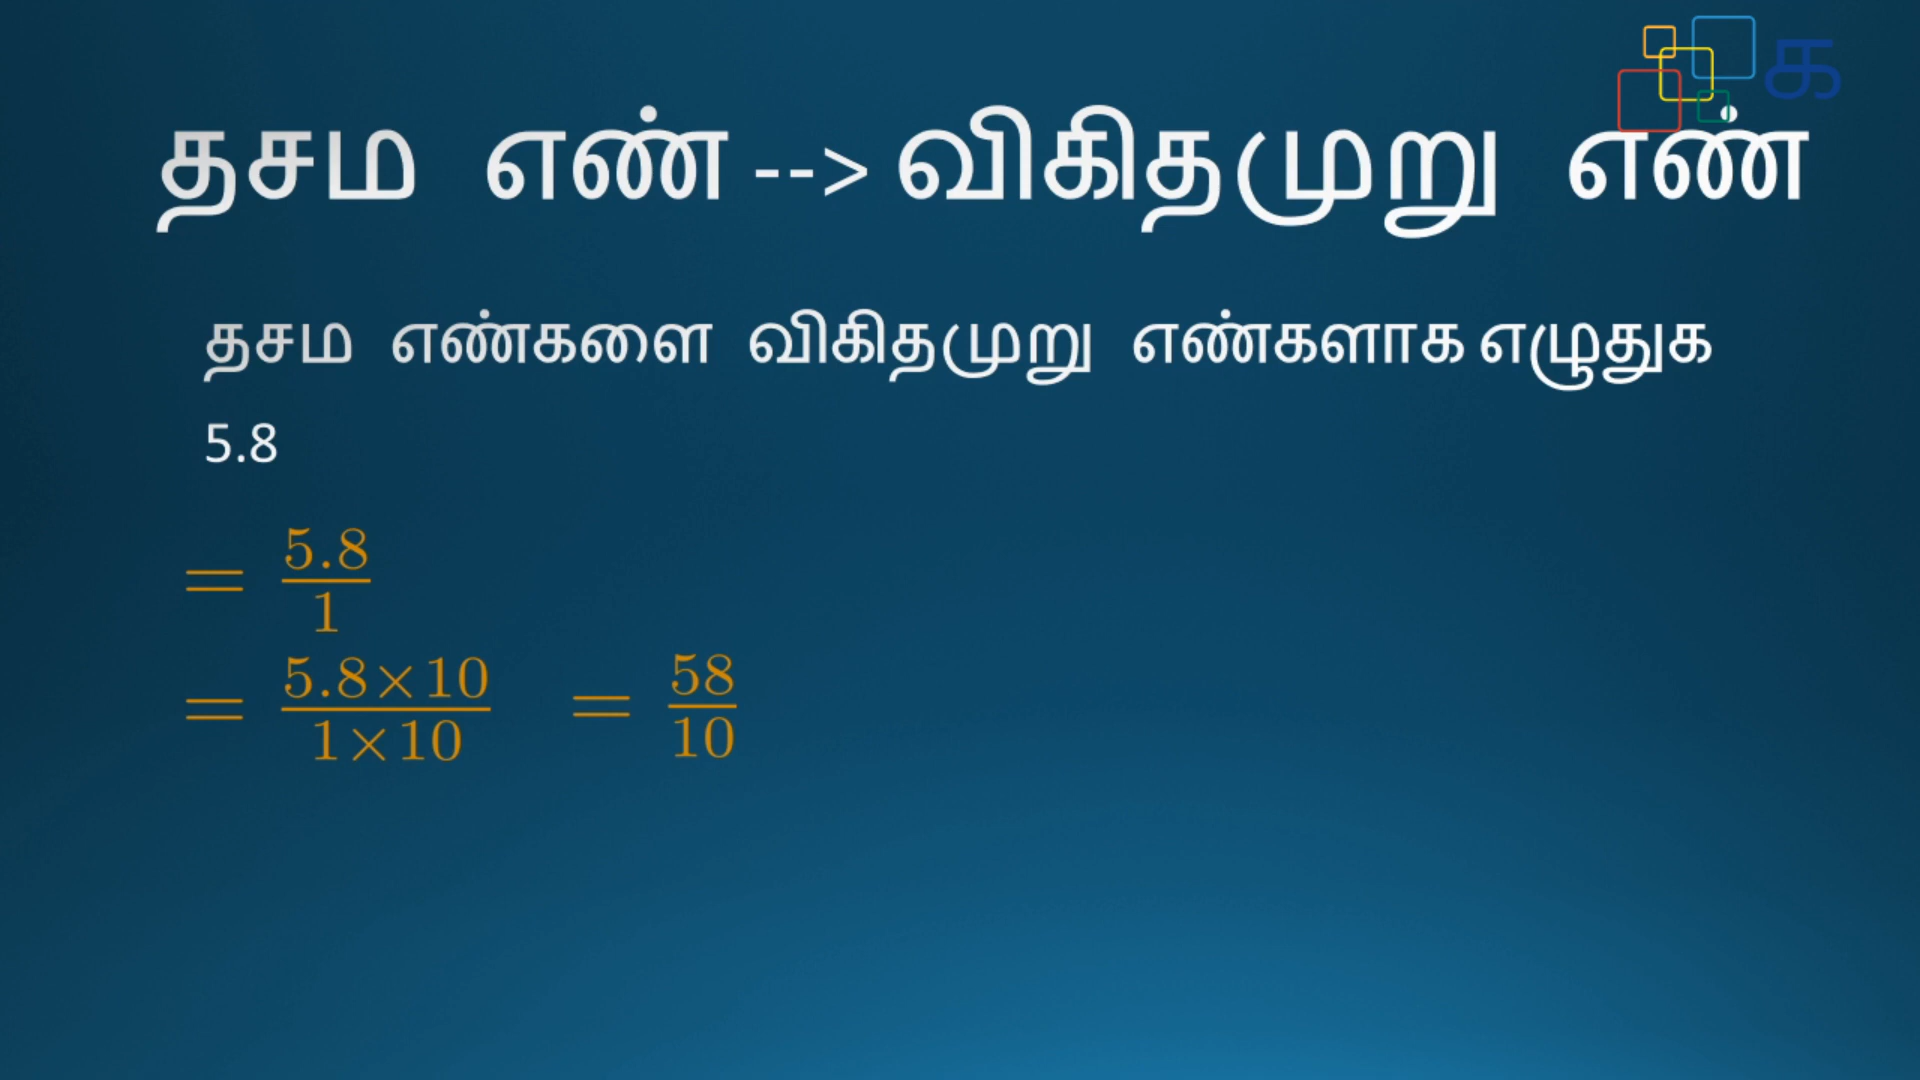 க
தசம எண் --> விகிதமுறு எண்
தசம எண்களை விகிதமுறு எண்களாக எழுதுக
5.8
= 5.8/1
= 5.8×10/1×10 = 58/10